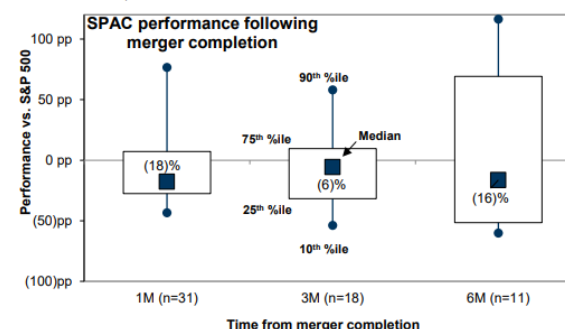 SPAC performance following
merger completion
Performance vs. S&P 500
100 pp
50 pp
0 pp
(50)pp
(100)pp
90th %ile
75th %ile
Median
25th %ile
10th %ile
(18)%
(6)%
(16)%
1M (n=31)
3M (n=18)
6M (n=11)
Time from merger completion